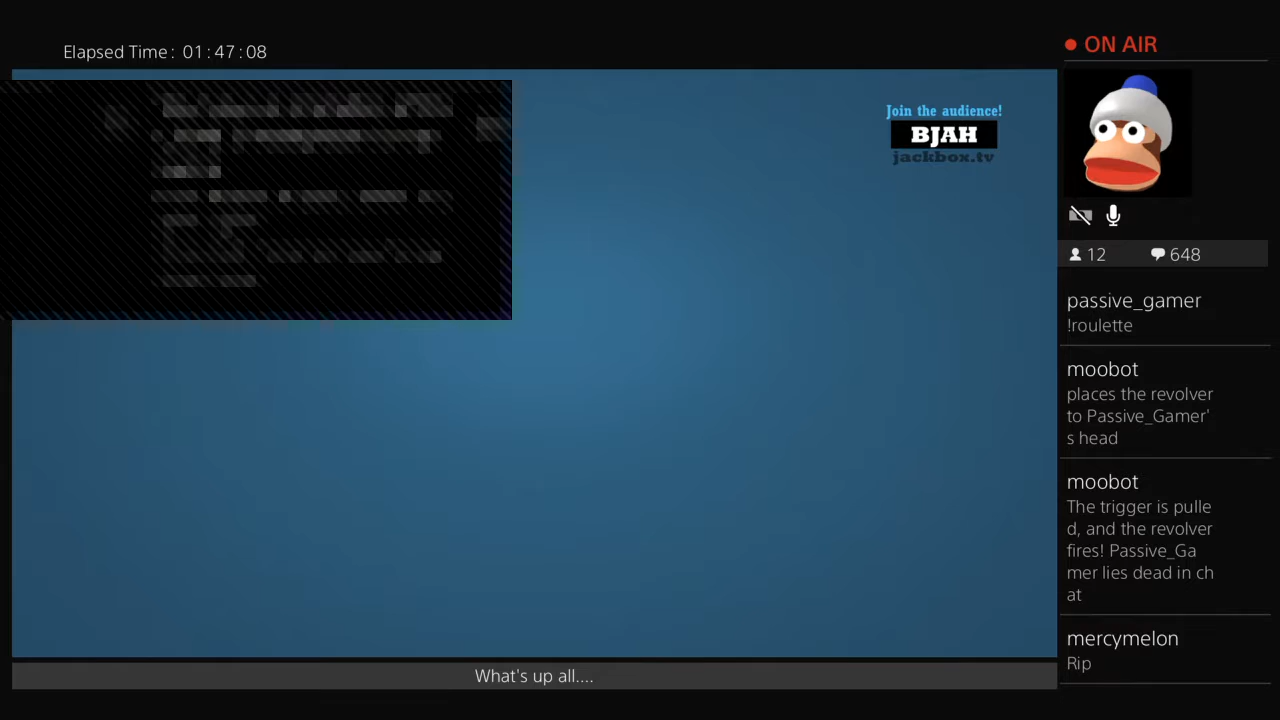 Elapsed Time: 01:47:08
ON AIR
Join the audience!
BJAH
jackbox.tv
12
648
passive_gamer
!roulette
moobot
places the revolver
to Passive_Gamer'
s head
moobot
The trigger is pulle
d, and the revolver
fires! Passive_Ga
mer lies dead in ch
at
mercymelon
Rip
What's up all....